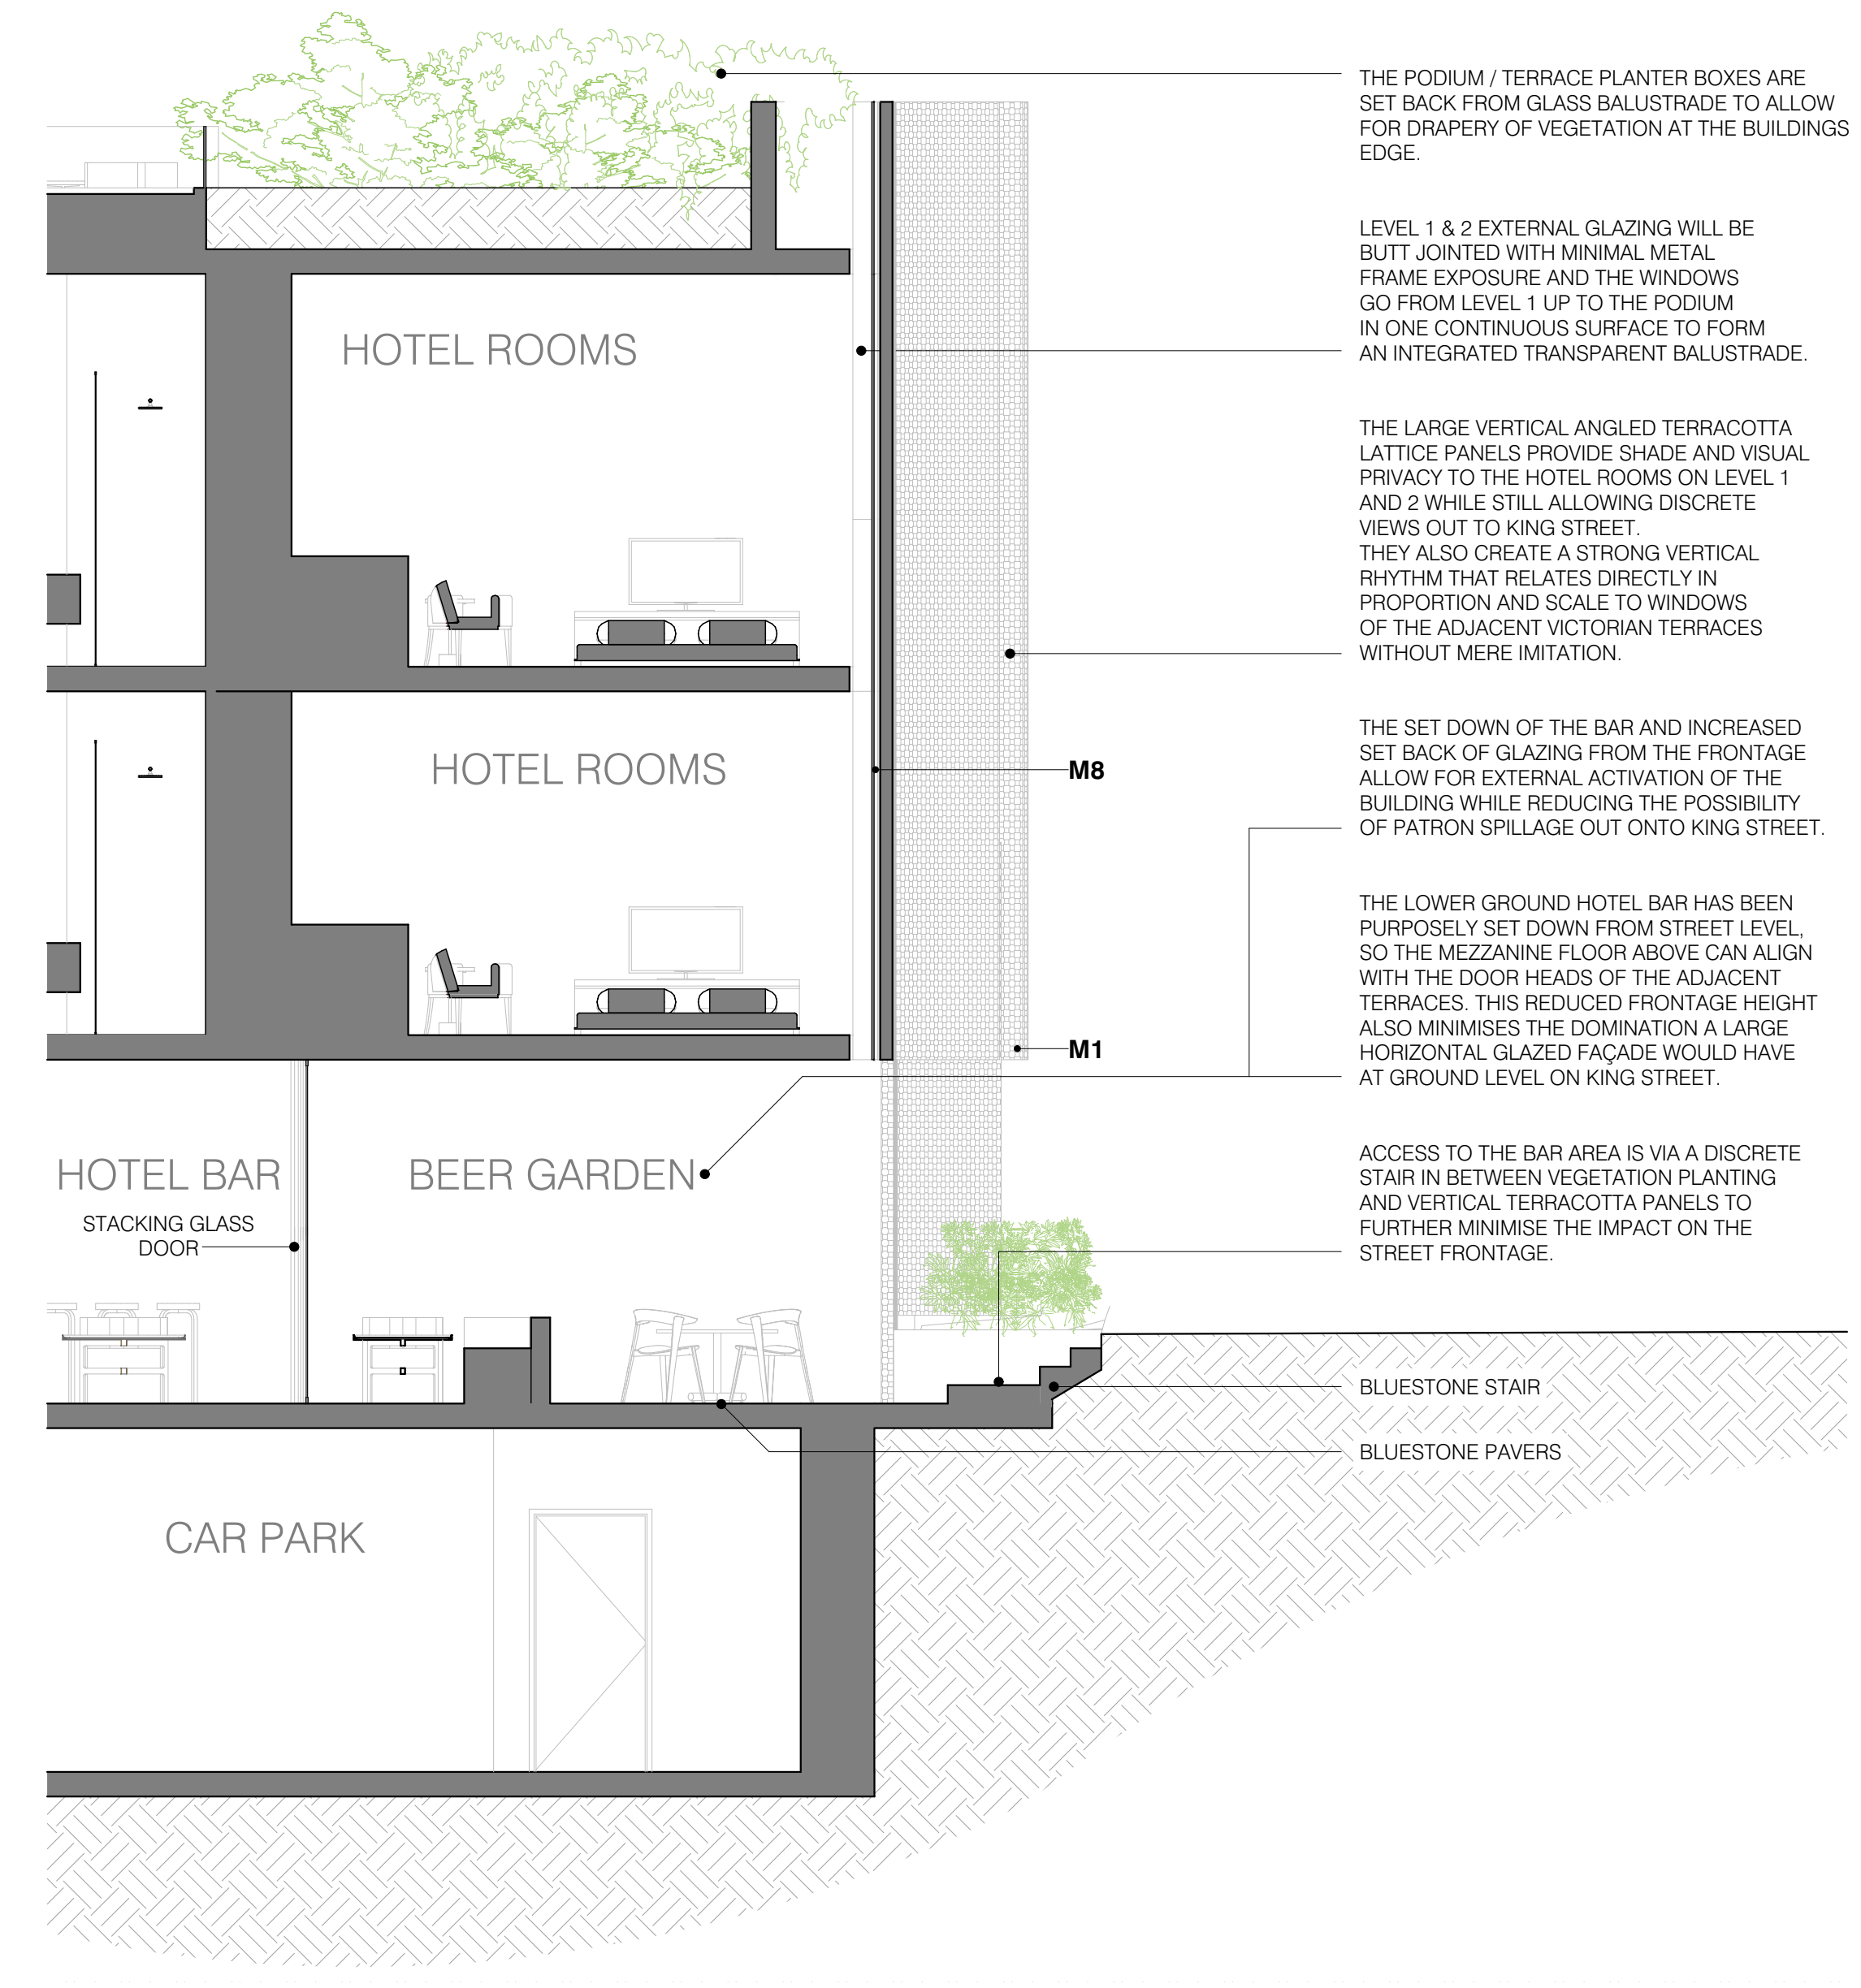 THE PODIUM / TERRACE PLANTER BOXES ARE
SET BACK FROM GLASS BALUSTRADE TO ALLOW
FOR DRAPERY OF VEGETATION AT THE BUILDINGS
EDGE.
LEVEL 1 & 2 EXTERNAL GLAZING WILL BE
BUTT JOINTED WITH MINIMAL METAL
FRAME EXPOSURE AND THE WINDOWS
GO FROM LEVEL 1 UP TO THE PODIUM
IN ONE CONTINUOUS SURFACE TO FORM
AN INTEGRATED TRANSPARENT BALUSTRADE.
HOTEL ROOMS
THE LARGE VERTICAL ANGLED TERRACOTTA
LATTICE PANELS PROVIDE SHADE AND VISUAL
PRIVACY TO THE HOTEL ROOMS ON LEVEL 1
AND 2 WHILE STILL ALLOWING DISCRETE
VIEWS OUT TO KING STREET.
THEY ALSO CREATE A STRONG VERTICAL
RHYTHM THAT RELATES DIRECTLY IN
PROPORTION AND SCALE TO WINDOWS
OF THE ADJACENT VICTORIAN TERRACES
WITHOUT MERE IMITATION.
HOTEL ROOMS
M8
THE SET DOWN OF THE BAR AND INCREASED
SET BACK OF GLAZING FROM THE FRONTAGE
ALLOW FOR EXTERNAL ACTIVATION OF THE
BUILDING WHILE REDUCING THE POSSIBILITY
OF PATRON SPILLAGE OUT ONTO KING STREET.
THE LOWER GROUND HOTEL BAR HAS BEEN
PURPOSELY SET DOWN FROM STREET LEVEL,
SO THE MEZZANINE FLOOR ABOVE CAN ALIGN
WITH THE DOOR HEADS OF THE ADJACENT
TERRACES. THIS REDUCED FRONTAGE HEIGHT
ALSO MINIMISES THE DOMINATION A LARGE
HORIZONTAL GLAZED FAÇADE WOULD HAVE
AT GROUND LEVEL ON KING STREET.
M1
HOTEL BAR
STACKING GLASS
DOOR
BEER GARDEN
ACCESS TO THE BAR AREA IS VIA A DISCRETE
STAIR IN BETWEEN VEGETATION PLANTING
AND VERTICAL TERRACOTTA PANELS TO
FURTHER MINIMISE THE IMPACT ON THE
STREET FRONTAGE.
BLUESTONE STAIR
BLUESTONE PAVERS
CAR PARK